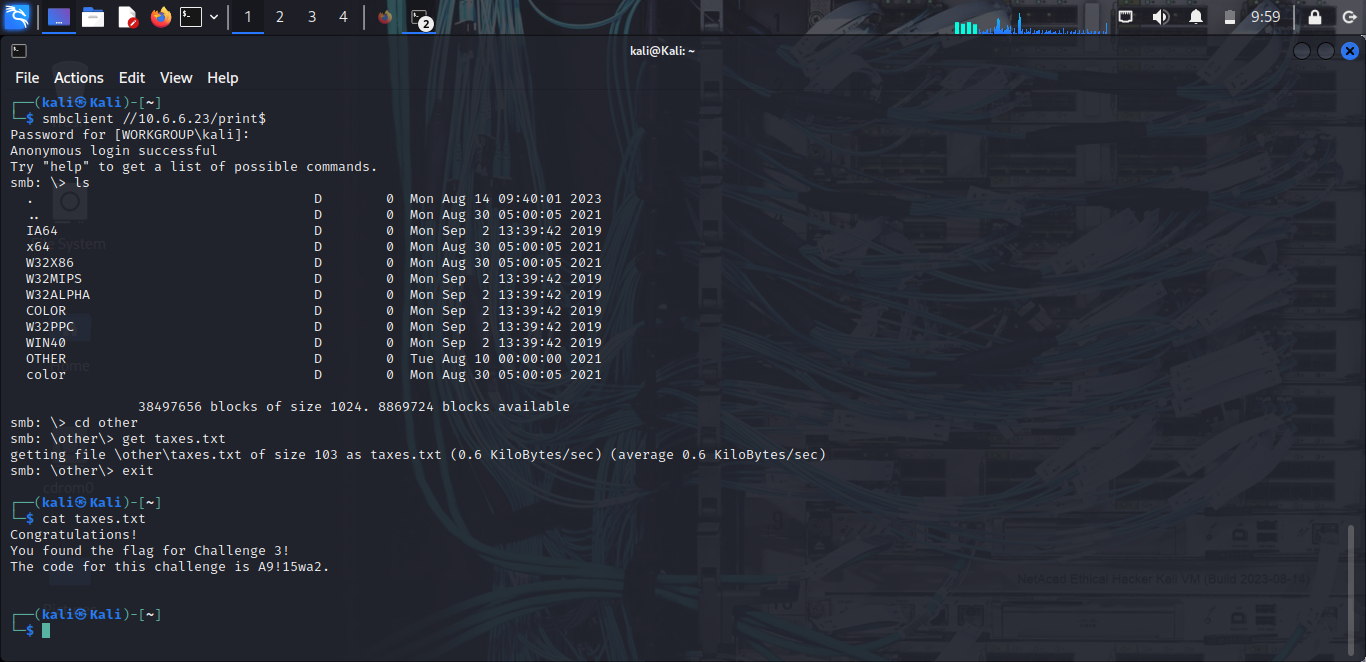 1 2 3 4 2 9:59
kali@Kali: ~
File Actions Edit View Help
┌──(kali㉿Kali)-[~]
└─$ smbclient //10.6.6.23/print$
Password for [WORKGROUP\kali]:
Anonymous login successful
Try "help" to get a list of possible commands.
smb: \> ls
  .                                   D        0  Mon Aug 14 09:40:01 2023
  ..                                  D        0  Mon Aug 30 05:00:05 2021
  IA64                                D        0  Mon Sep  2 13:39:42 2019
  x64                                 D        0  Mon Aug 30 05:00:05 2021
  W32X86                              D        0  Mon Aug 30 05:00:05 2021
  W32MIPS                             D        0  Mon Sep  2 13:39:42 2019
  W32ALPHA                            D        0  Mon Sep  2 13:39:42 2019
  COLOR                               D        0  Mon Sep  2 13:39:42 2019
  W32PPC                              D        0  Mon Sep  2 13:39:42 2019
  WIN40                               D        0  Mon Sep  2 13:39:42 2019
  OTHER                               D        0  Tue Aug 10 00:00:00 2021
  color                               D        0  Mon Aug 30 05:00:05 2021
38497656 blocks of size 1024. 8869724 blocks available
smb: \> cd other
smb: \other\> get taxes.txt
getting file \other\taxes.txt of size 103 as taxes.txt (0.6 KiloBytes/sec) (average 0.6 KiloBytes/sec)
smb: \other\> exit
┌──(kali㉿Kali)-[~]
└─$ cat taxes.txt
Congratulations!
You found the flag for Challenge 3!
The code for this challenge is A9!15wa2.
NetAcad Ethical Hacker Kali VM (Build 2023-08-14)
┌──(kali㉿Kali)-[~]
└─$